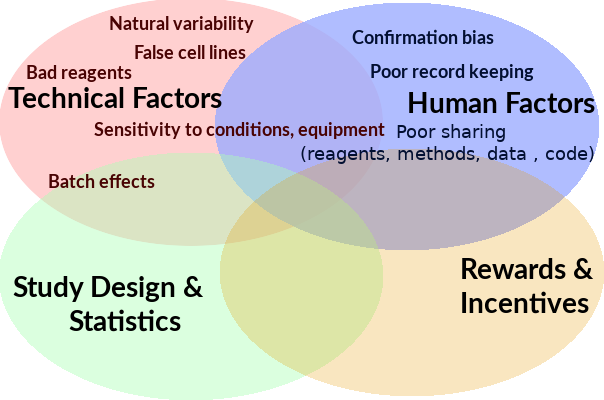 Natural variability
False cell lines
Bad reagents
Technical Factors
Sensitivity to conditions, equipment
Batch effects
Confirmation bias
Poor record keeping
Human Factors
Poor sharing
(reagents, methods, data , code)
Study Design &
Statistics
Rewards &
Incentives